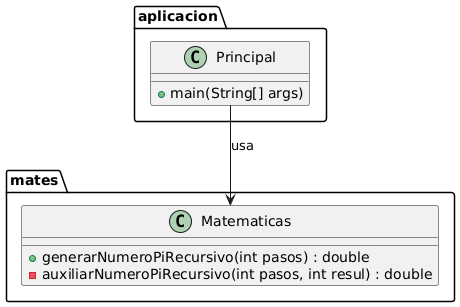 aplicacion
C Principal
main(String[] args)
usa
mates
C Matematicas
generarNumeroPiRecursivo(int pasos) : double
auxiliarNumeroPiRecursivo(int pasos, int resul) : double